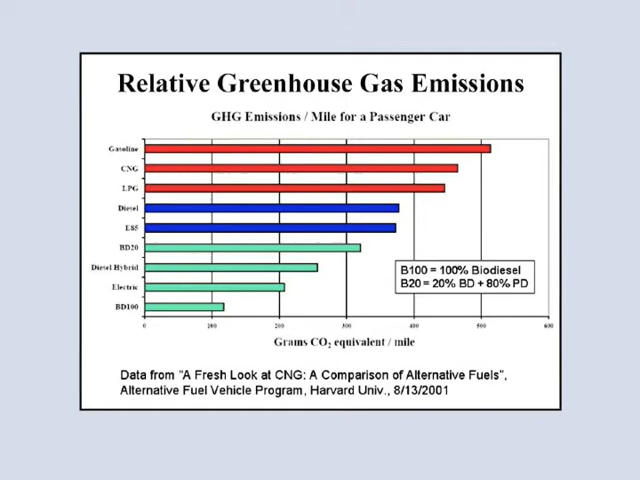 Relative Greenhouse Gas Emissions
GHG Emissions / Mile for a Passenger Car
Gasoline
CNG
LPG
Diesel
E85
BD20
Diesel Hybrid
Electric
BD100
B100 = 100% Biodiesel
B20 = 20% BD + 80% PD
0 100 200 300 400 500 600
Grams CO₂ equivalent / mile
Data from "A Fresh Look at CNG: A Comparison of Alternative Fuels",
Alternative Fuel Vehicle Program, Harvard Univ., 8/13/2001